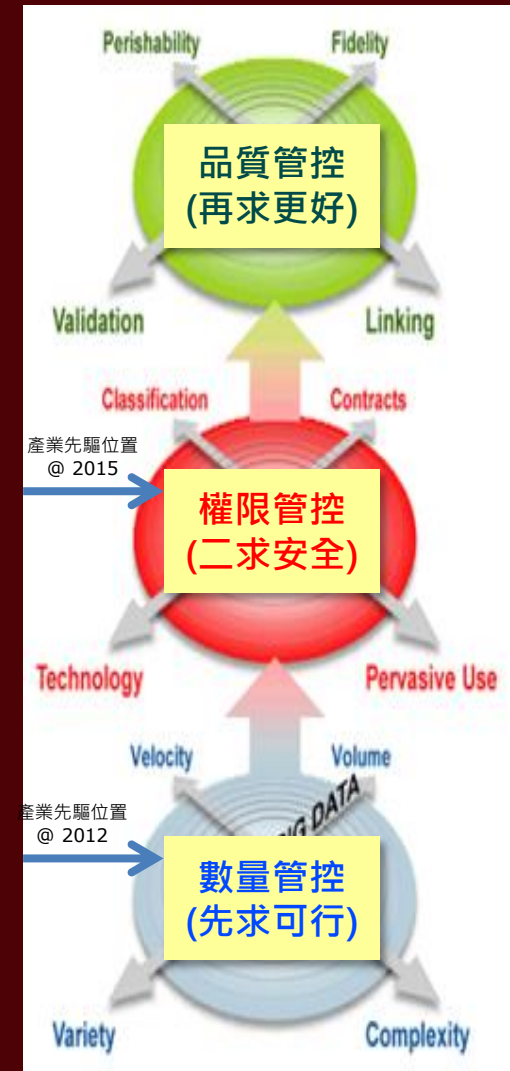 Perishability
Fidelity
品質管控
(再求更好)
Validation
Linking
Classification
Contracts
產業先驅位置
@ 2015
權限管控
(二求安全)
Technology
Pervasive Use
Velocity
Volume
DATA
產業先驅位置
@ 2012
數量管控
(先求可行)
Variety
Complexity